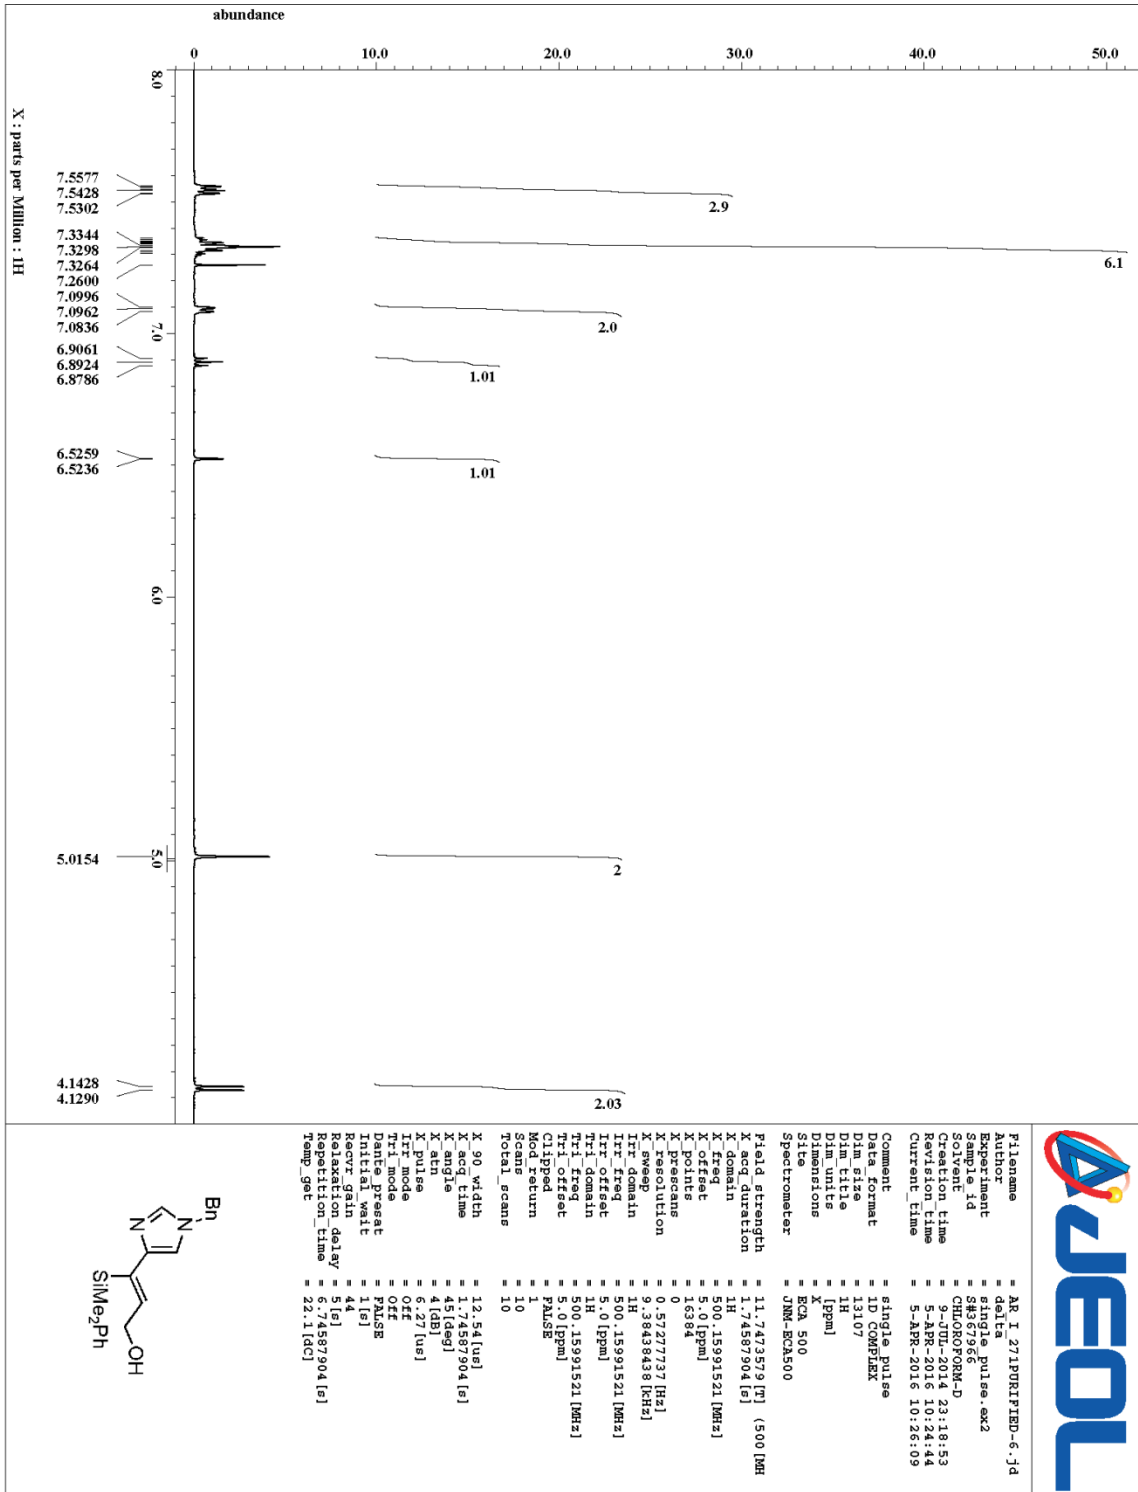 abundance
0 10.0 20.0 30.0 40.0 50.0
8.0
7.0
6.0
5.0
X : parts per Million : 1H
7.5577
7.5428
7.5302
7.3344
7.3298
7.3264
7.2600
7.0996
7.0962
7.0836
6.9061
6.8924
6.8786
6.5259
6.5236
5.0154
4.1428
4.1290
2.9
6.1
2.0
1.01
1.01
2
2.03
JEOL
Filename = AR_I_271PURIFIED-6.jd
Author = delta
Experiment = single_pulse.ex2
Sample_id = S#367966
Solvent = CHLOROFORM-D
Creation_time = 9-JUL-2014 23:18:53
Revision_time = 5-APR-2016 10:24:44
Current_time = 5-APR-2016 10:26:09
Comment = single_pulse
Data_format = 1D COMPLEX
Dim_size = 13107
Dim_title = 1H
Dim_units = [ppm]
Dimensions = X
Site = ECA 500
Spectrometer = JNM-ECA500
Field_strength = 11.7473579[T] (500[MH
X_acq_duration = 1.74587904[s]
X_domain = 1H
X_freq = 500.15991521[MHz]
X_offset = 5.0[ppm]
X_points = 16384
X_prescans = 0
X_resolution = 0.57277737[Hz]
X_sweep = 9.38438438[kHz]
Irr_domain = 1H
Irr_freq = 500.15991521[MHz]
Irr_offset = 5.0[ppm]
Tri_domain = 1H
Tri_freq = 500.15991521[MHz]
Tri_offset = 5.0[ppm]
Clipped = FALSE
Mod_return = 1
Scans = 10
Total_scans = 10
X_90_width = 12.54[us]
X_acq_time = 1.74587904[s]
X_angle = 45[deg]
X_atn = 4[dB]
X_pulse = 6.27[us]
Irr_mode = Off
Tri_mode = Off
Dante_presat = FALSE
Initial_wait = 1[s]
Recvr_gain = 44
Relaxation_delay = 5[s]
Repetition_time = 6.74587904[s]
Temp_get = 22.1[dC]
Bn
N
N
SiMe2Ph
OH